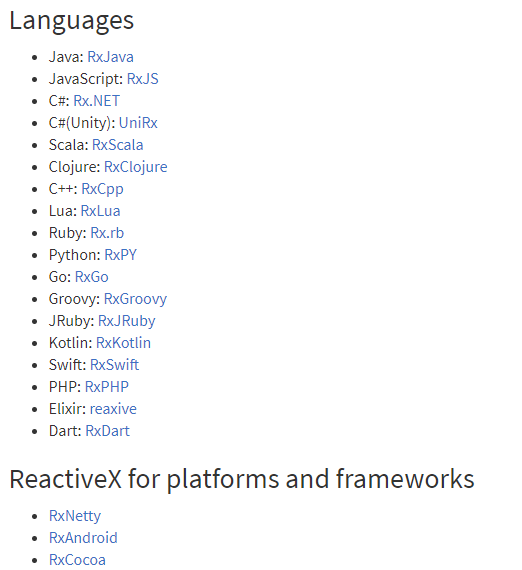 Languages
Java: RxJava
JavaScript: RxJS
C#: Rx.NET
C#(Unity): UniRx
Scala: RxScala
Clojure: RxClojure
C++: RxCpp
Lua: RxLua
Ruby: Rx.rb
Python: RxPY
Go: RxGo
Groovy: RxGroovy
JRuby: RxJRuby
Kotlin: RxKotlin
Swift: RxSwift
PHP: RxPHP
Elixir: reaxive
Dart: RxDart
ReactiveX for platforms and frameworks
RxNetty
RxAndroid
RxCocoa